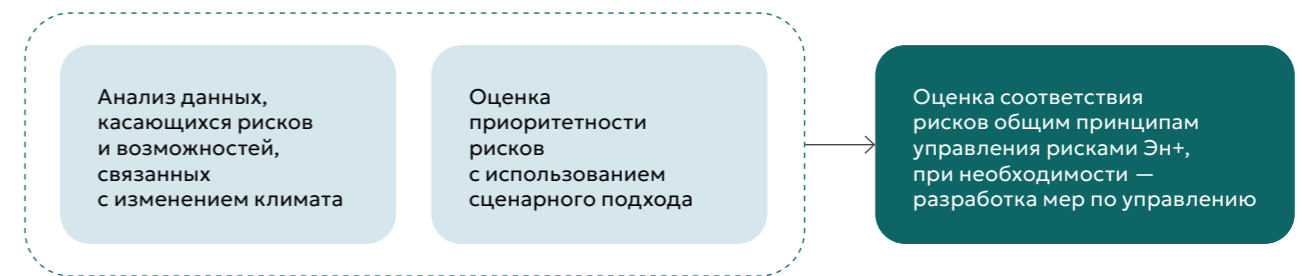 Анализ данных,
касающихся рисков
и возможностей,
связанных
с изменением климата
Оценка
приоритетности
рисков
с использованием
сценарного подхода
Оценка соответствия
рисков общим принципам
управления рисками Эн+,
при необходимости —
разработка мер по управлению